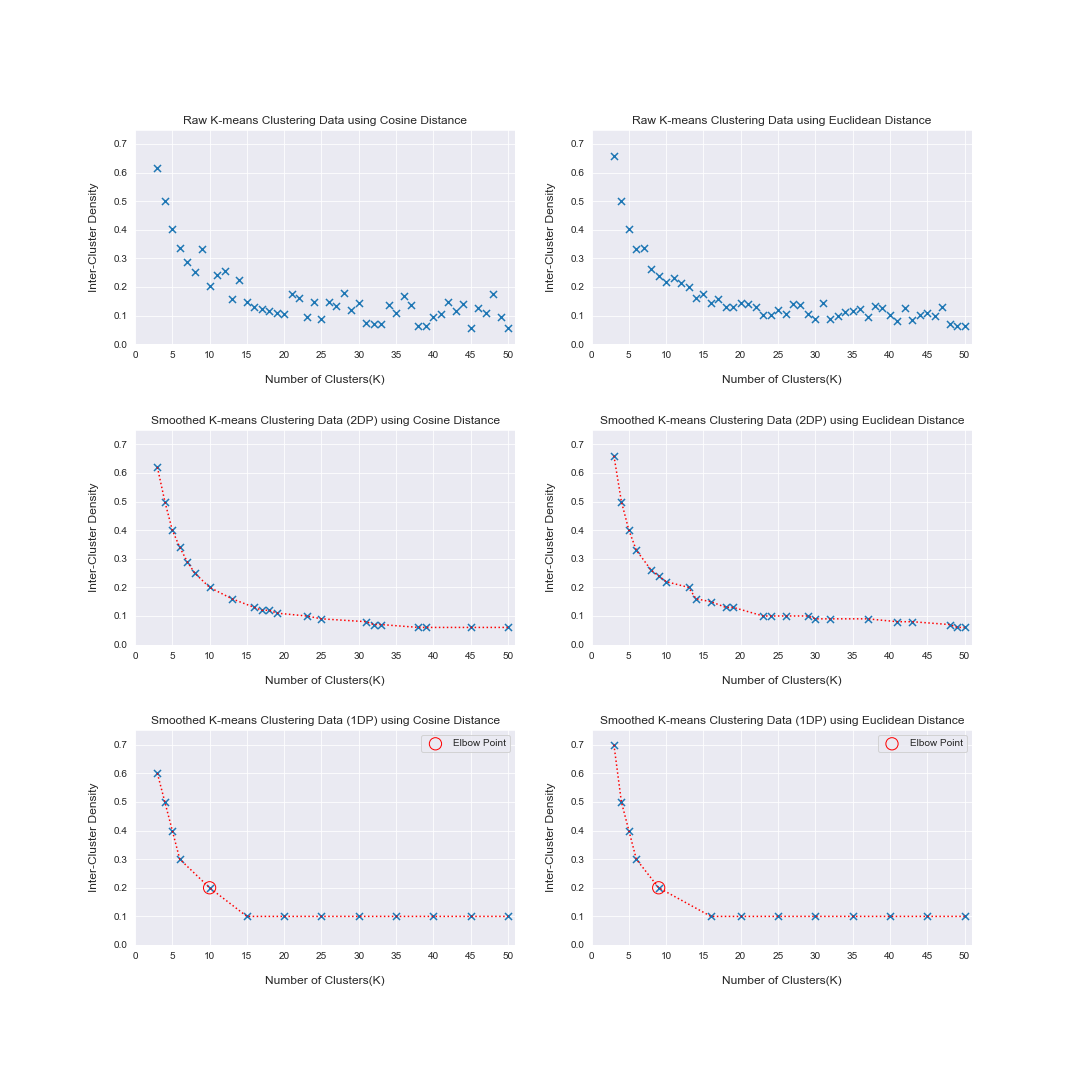 Raw K-means Clustering Data using Cosine Distance
Inter-Cluster Density
0.7
0.6
0.5
0.4
0.3
0.2
0.1
0.0
0 5 10 15 20 25 30 35 40 45 50
Number of Clusters(K)
Raw K-means Clustering Data using Euclidean Distance
Inter-Cluster Density
0.7
0.6
0.5
0.4
0.3
0.2
0.1
0.0
0 5 10 15 20 25 30 35 40 45 50
Number of Clusters(K)
Smoothed K-means Clustering Data (2DP) using Cosine Distance
Inter-Cluster Density
0.7
0.6
0.5
0.4
0.3
0.2
0.1
0.0
0 5 10 15 20 25 30 35 40 45 50
Number of Clusters(K)
Smoothed K-means Clustering Data (2DP) using Euclidean Distance
Inter-Cluster Density
0.7
0.6
0.5
0.4
0.3
0.2
0.1
0.0
0 5 10 15 20 25 30 35 40 45 50
Number of Clusters(K)
Smoothed K-means Clustering Data (1DP) using Cosine Distance
Elbow Point
Inter-Cluster Density
0.7
0.6
0.5
0.4
0.3
0.2
0.1
0.0
0 5 10 15 20 25 30 35 40 45 50
Number of Clusters(K)
Smoothed K-means Clustering Data (1DP) using Euclidean Distance
Elbow Point
Inter-Cluster Density
0.7
0.6
0.5
0.4
0.3
0.2
0.1
0.0
0 5 10 15 20 25 30 35 40 45 50
Number of Clusters(K)